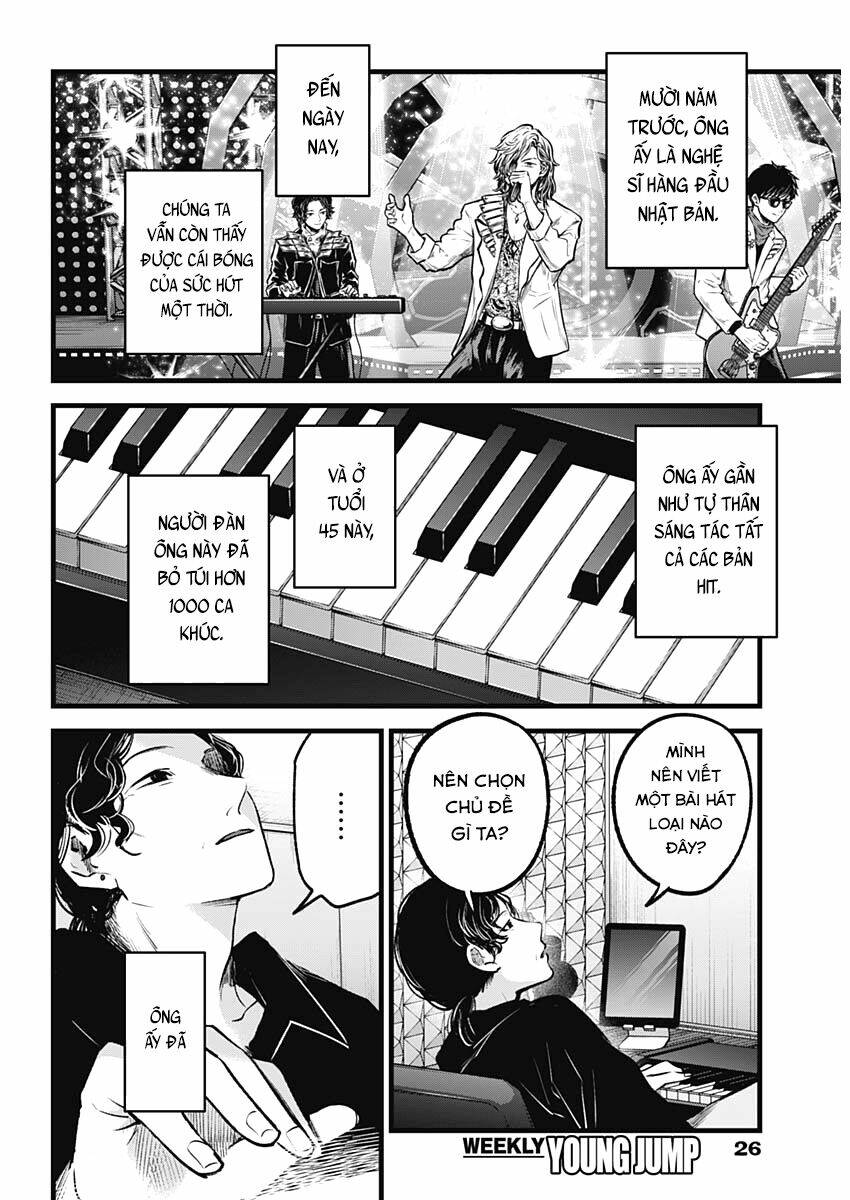 MƯỜI NĂM
TRƯỚC, ÔNG
ẤY LÀ NGHỆ
SĨ HÀNG ĐẦU
NHẬT BẢN.
ĐẾN
NGÀY
NAY,
CHÚNG TA
VẪN CÒN THẤY
ĐƯỢC CÁI BÓNG
CỦA SỨC HÚT
MỘT THỜI.
ÔNG ẤY GẦN
NHƯ TỰ THÂN
SÁNG TÁC TẤT
CẢ CÁC BẢN
HIT.
VÀ Ở
TUỔI
45 NÀY,
NGƯỜI ĐÀN
ÔNG NÀY ĐÃ
BỎ TÚI HƠN
1000 CA
KHÚC.
MÌNH
NÊN VIẾT
MỘT BÀI HÁT
LOẠI NÀO
ĐÂY?
NÊN CHỌN
CHỦ ĐỀ
GÌ TA?
......
ÔNG
ẤY ĐÃ
WEEKLY YOUNG JUMP 26